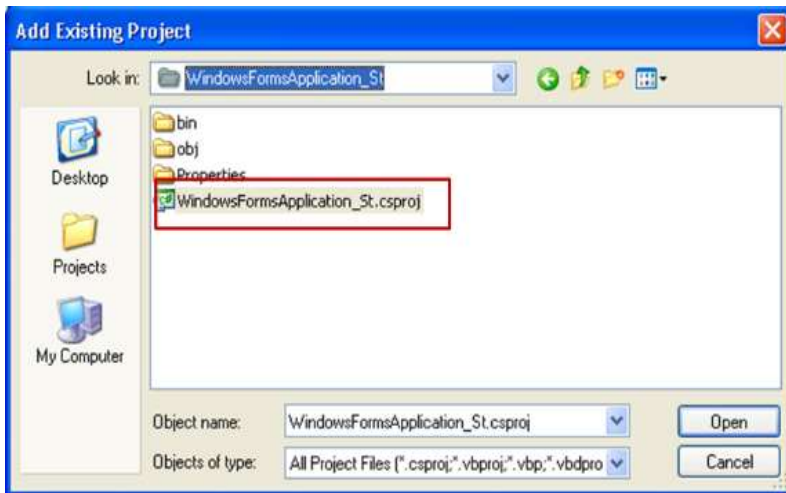 Add Existing Project
Look in: WindowsFormsApplication_St
bin
obj
Properties
WindowsFormsApplication_St.csproj
Desktop
Projects
My Computer
Object name: WindowsFormsApplication_St.csproj Open
Objects of type: All Project Files (*.csproj;*.vbproj;*.vbp;*.vbdpro Cancel